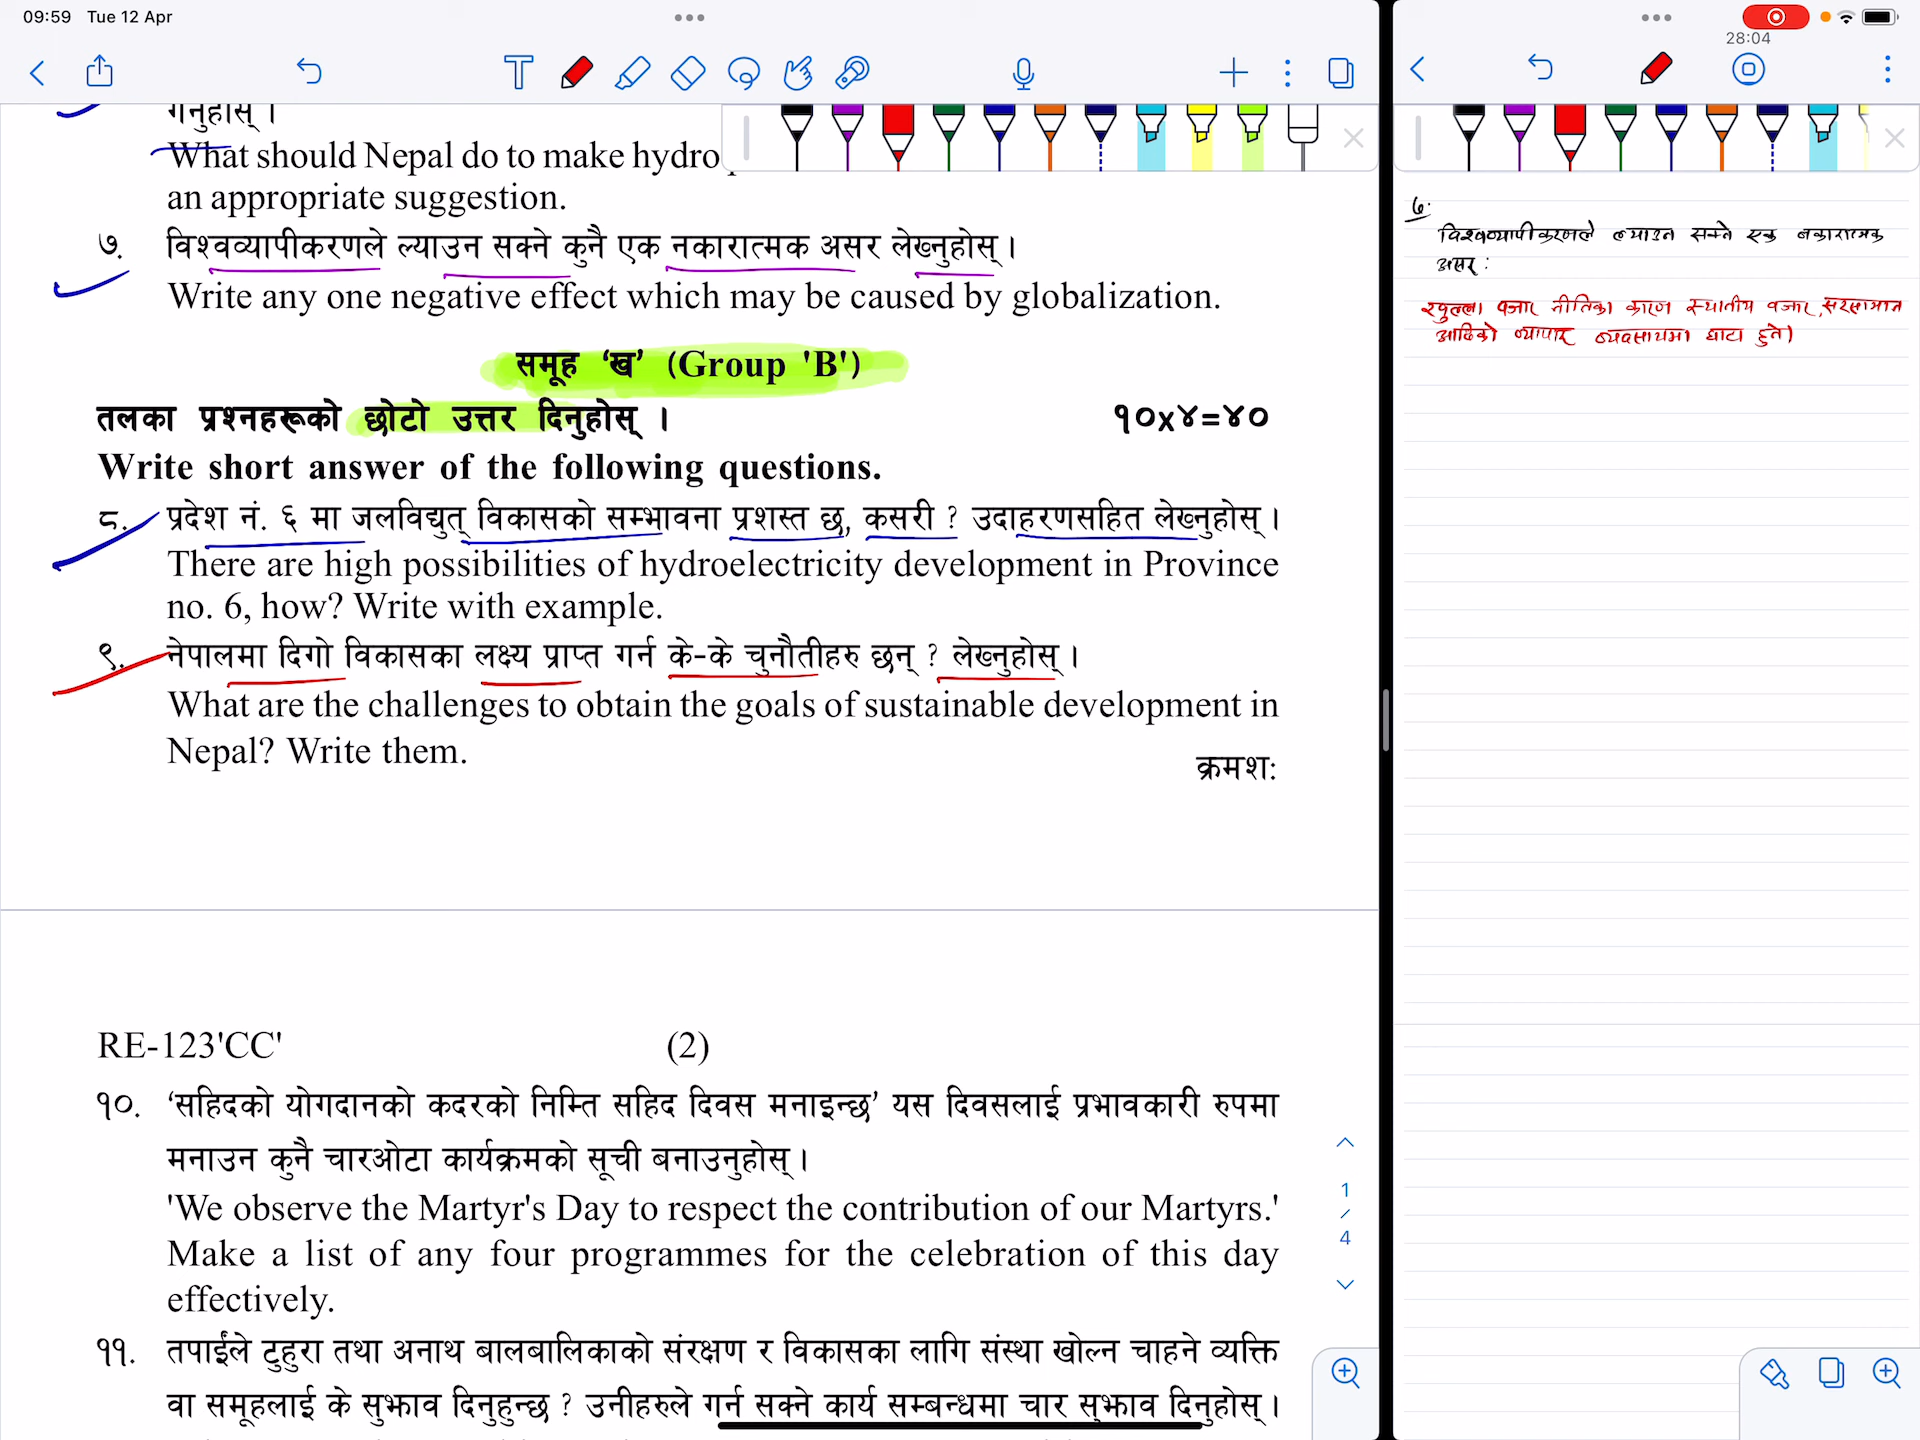 09:59 Tue 12 Apr
28:04
गर्नुहोस् ।
What should Nepal do to make hydro
an appropriate suggestion.
७. विश्वव्यापीकरणले ल्याउन सक्ने कुनै एक नकारात्मक असर लेख्नुहोस् ।
Write any one negative effect which may be caused by globalization.
समूह ‘ख’ (Group 'B')
तलका प्रश्नहरूको छोटो उत्तर दिनुहोस् । १०x४=४०
Write short answer of the following questions.
८. प्रदेश नं. ६ मा जलविद्युत् विकासको सम्भावना प्रशस्त छ, कसरी ? उदाहरणसहित लेख्नुहोस् ।
There are high possibilities of hydroelectricity development in Province
no. 6, how? Write with example.
९. नेपालमा दिगो विकासका लक्ष्य प्राप्त गर्न के-के चुनौतीहरु छन् ? लेख्नुहोस् ।
What are the challenges to obtain the goals of sustainable development in
Nepal? Write them.
क्रमश:
RE-123'CC' (2)
१०. ‘सहिदको योगदानको कदरको निम्ति सहिद दिवस मनाइन्छ’ यस दिवसलाई प्रभावकारी रुपमा
मनाउन कुनै चारओटा कार्यक्रमको सूची बनाउनुहोस् ।
'We observe the Martyr's Day to respect the contribution of our Martyrs.'
Make a list of any four programmes for the celebration of this day
effectively.
११. तपाईंले टुहुरा तथा अनाथ बालबालिकाको संरक्षण र विकासका लागि संस्था खोल्न चाहने व्यक्ति
वा समूहलाई के सुझाव दिनुहुन्छ ? उनीहरुले गर्न सक्ने कार्य सम्बन्धमा चार सुझाव दिनुहोस् ।
1
/
4
७.
विश्वव्यापीकरणले ल्याउन सक्ने एक नकारात्मक
असर :
खुल्ला बजार नीतिका कारण स्थानीय बजार, सरसामान
आदिको व्यापार व्यवसायमा घाटा हुने।